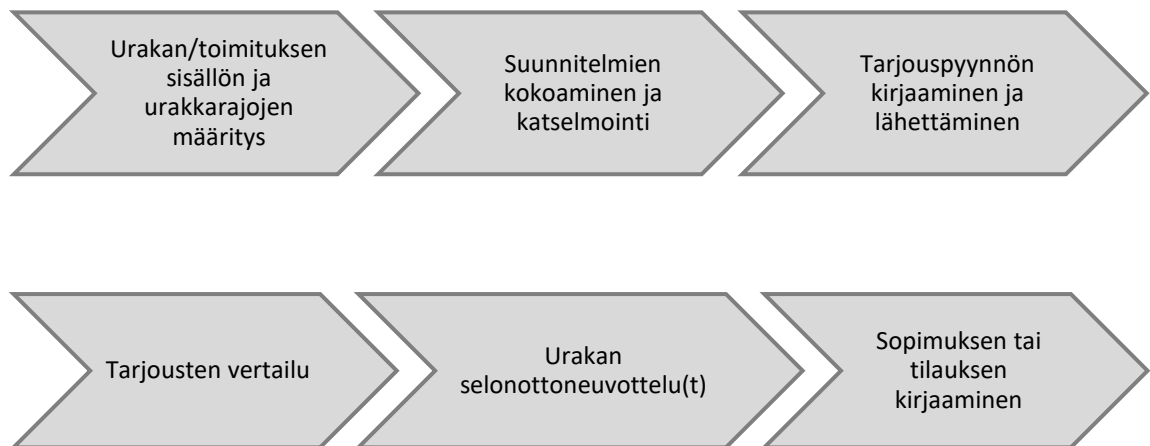 Urakan/toimituksen
sisällön ja
urakkarajojen
määritys
Suunnitelmien
kokoaminen ja
katselmointi
Tarjouspyynnön
kirjaaminen ja
lähettäminen
Tarjousten vertailu
Urakan
selonottoneuvottelu(t)
Sopimuksen tai
tilauksen
kirjaaminen